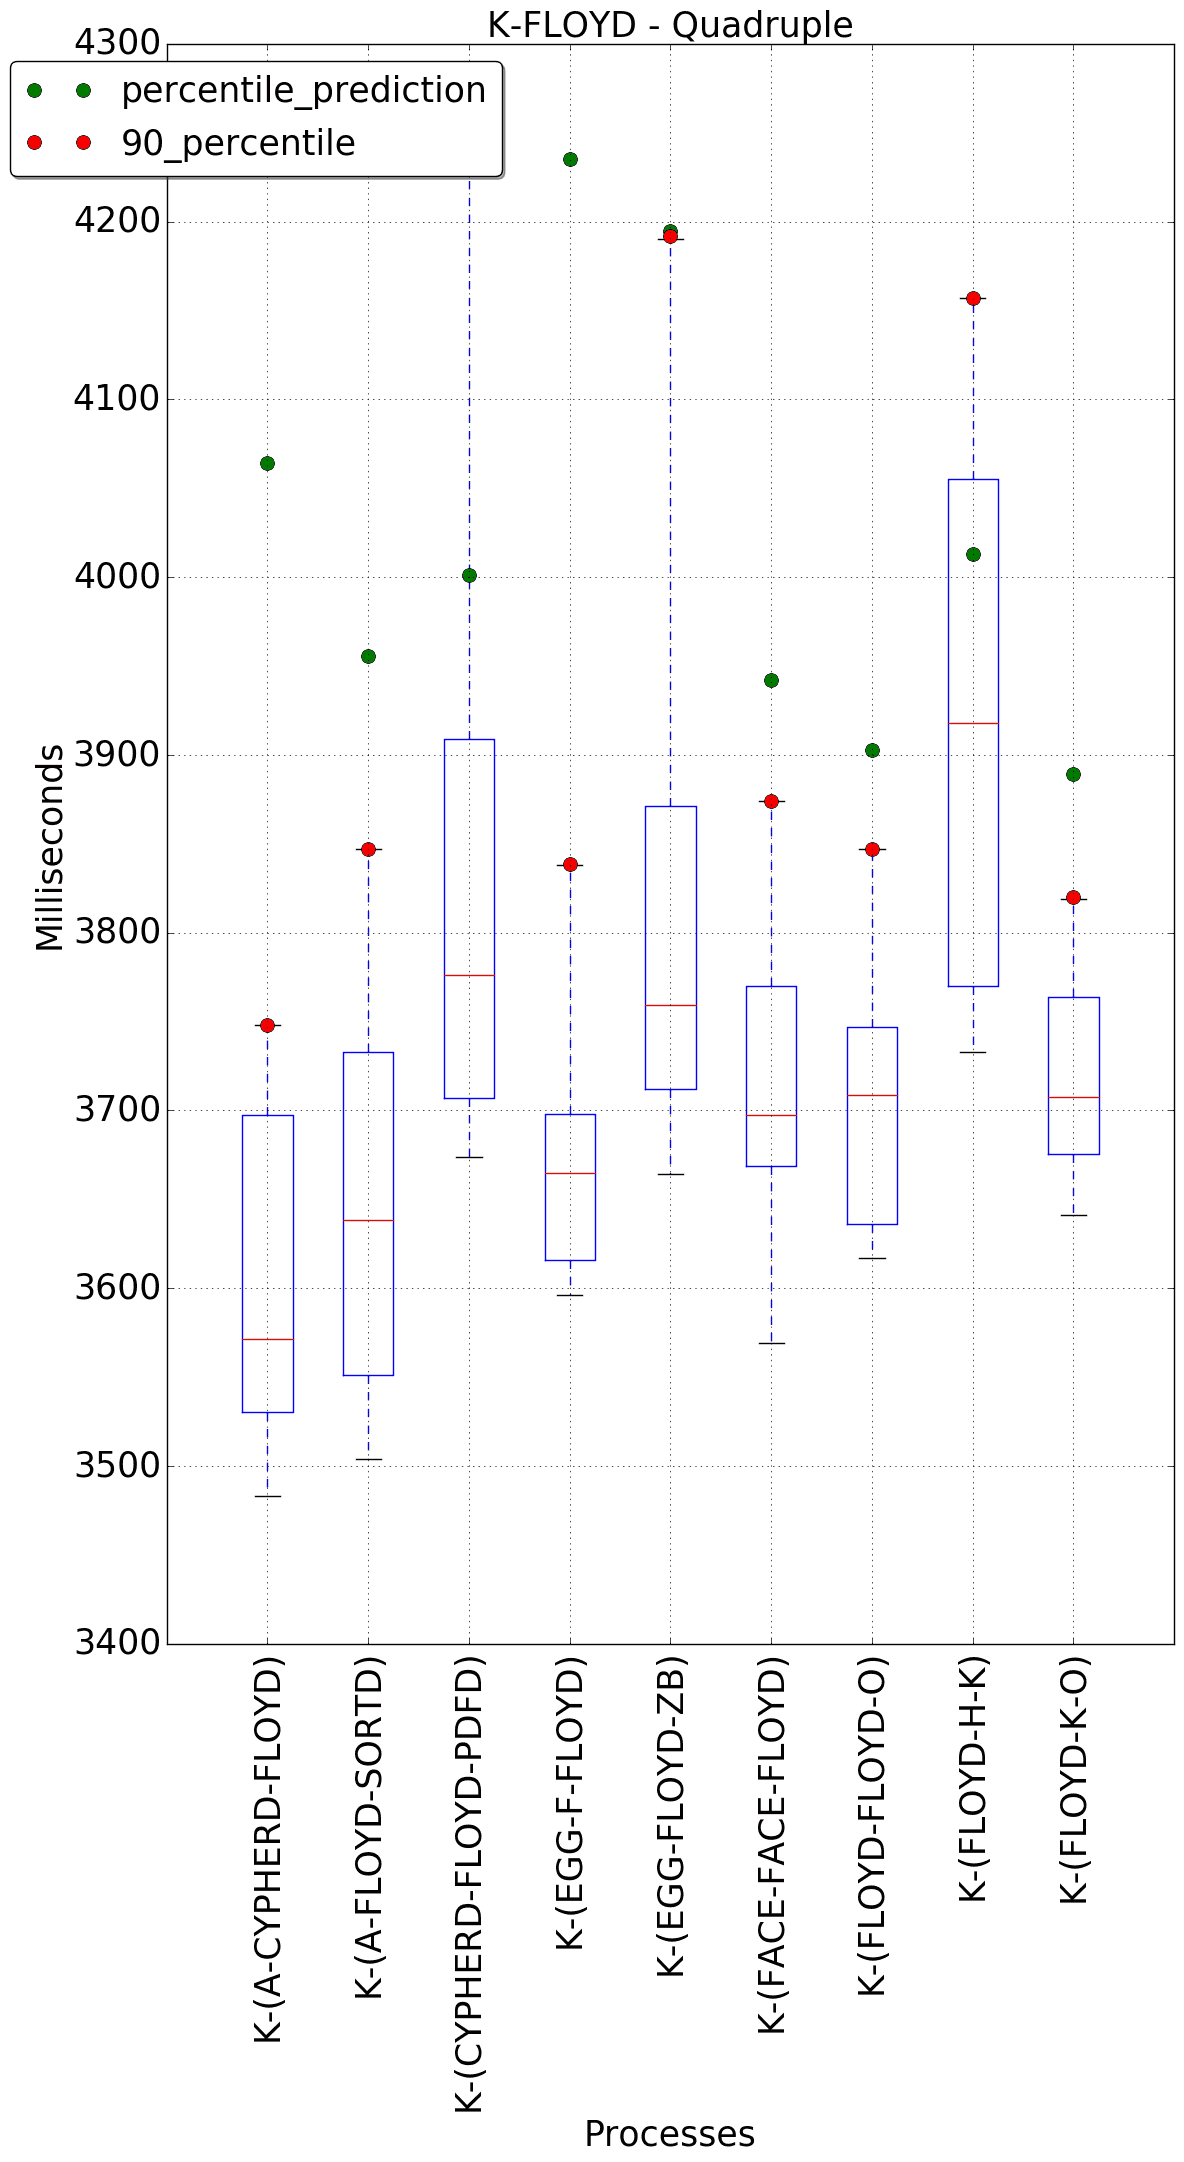 K-FLOYD - Quadruple
percentile_prediction
90_percentile
4300
4200
4100
4000
3900
3800
3700
3600
3500
3400
Milliseconds
K-(A-CYPHERD-FLOYD)
K-(A-FLOYD-SORTD)
K-(CYPHERD-FLOYD-PDFD)
K-(EGG-F-FLOYD)
K-(EGG-FLOYD-ZB)
K-(FACE-FACE-FLOYD)
K-(FLOYD-FLOYD-O)
K-(FLOYD-H-K)
K-(FLOYD-K-O)
Processes